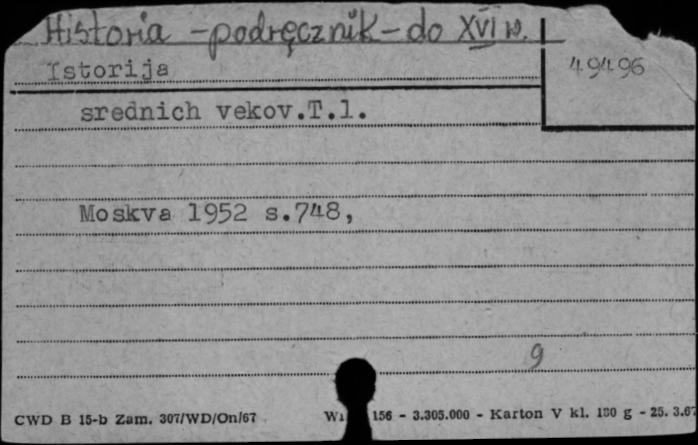 Historia - podręcznik - do XVI w.
49496
Istorija
srednich vekov.T.1.
Moskva 1952 s.748,
9
CWD B 15-b Zam. 307/WD/On/67 156 - 3.305.000 - Karton V kl. 180 g - 25. 3.67